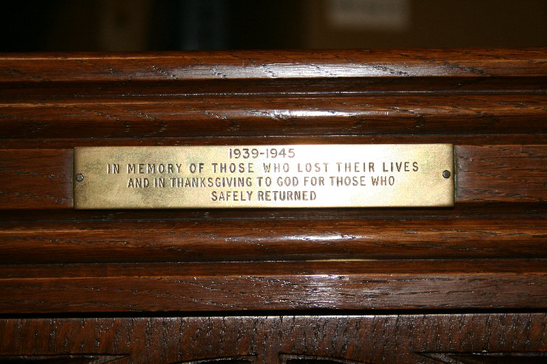 1939-1945
IN MEMORY OF THOSE WHO LOST THEIR LIVES
AND IN THANKSGIVING TO GOD FOR THOSE WHO
SAFELY RETURNED